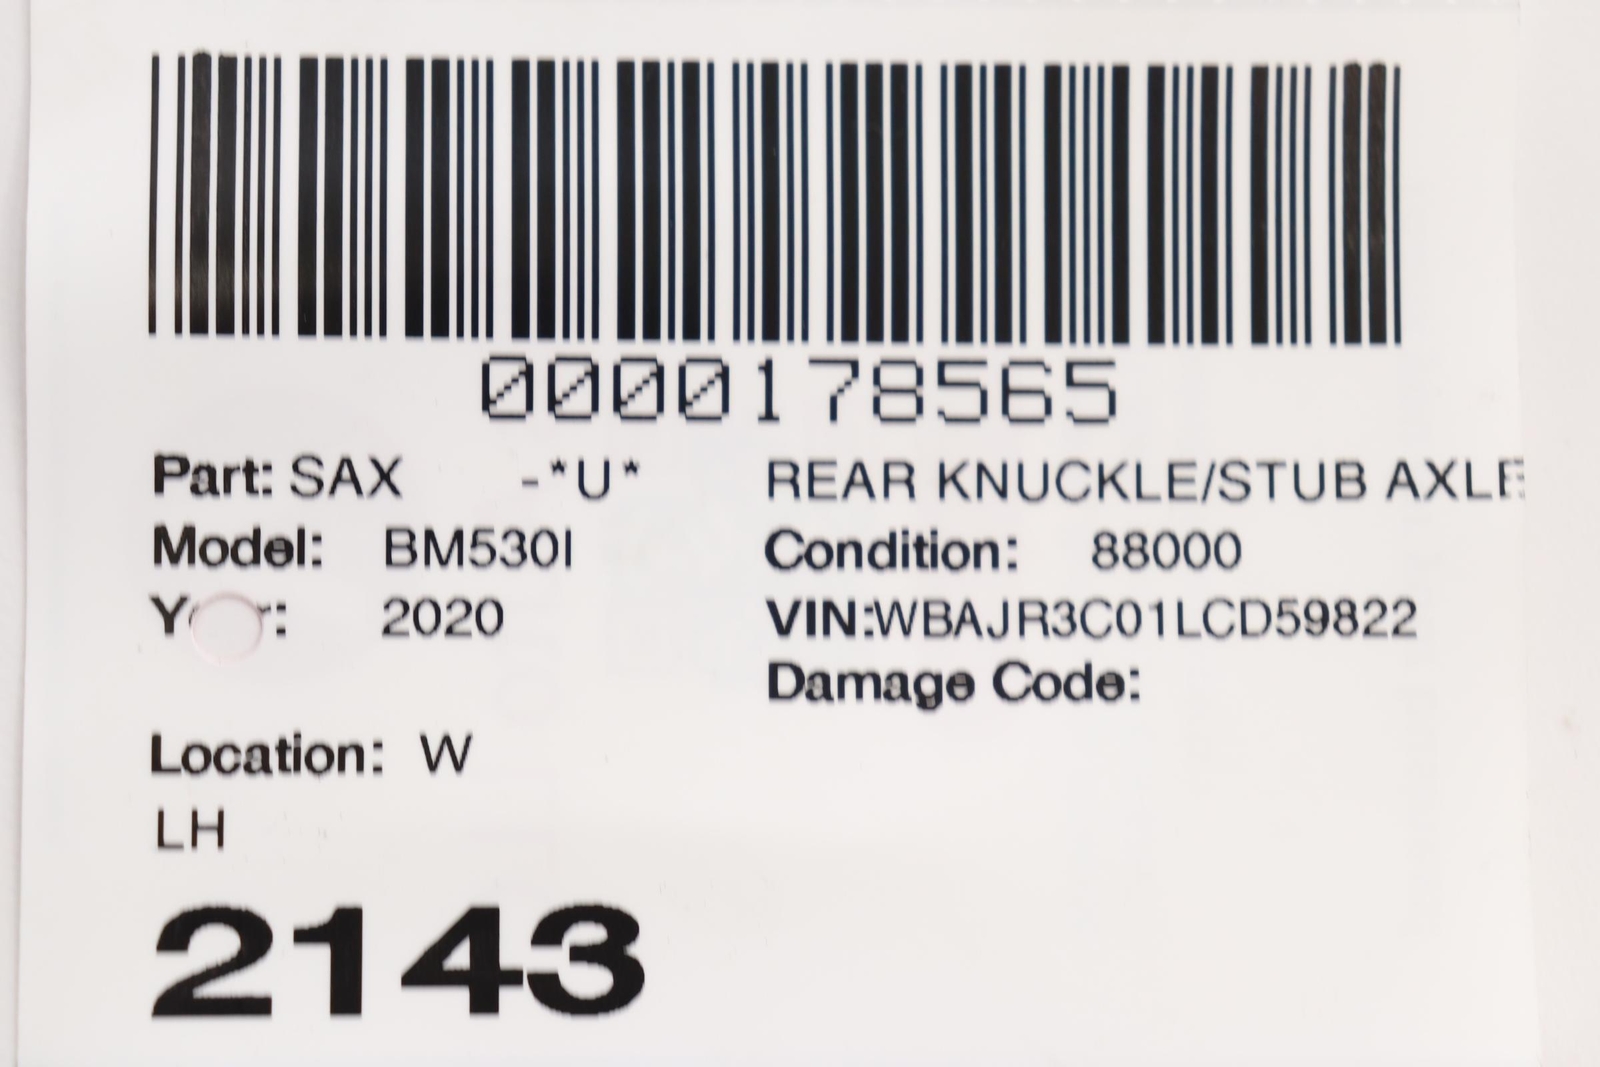 0000178565
Part: SAX -*U* REAR KNUCKLE/STUB AXLE
Model: BM530I Condition: 88000
Year: 2020 VIN:WBAJR3C01LCD59822
Damage Code:
Location: W
LH
2143